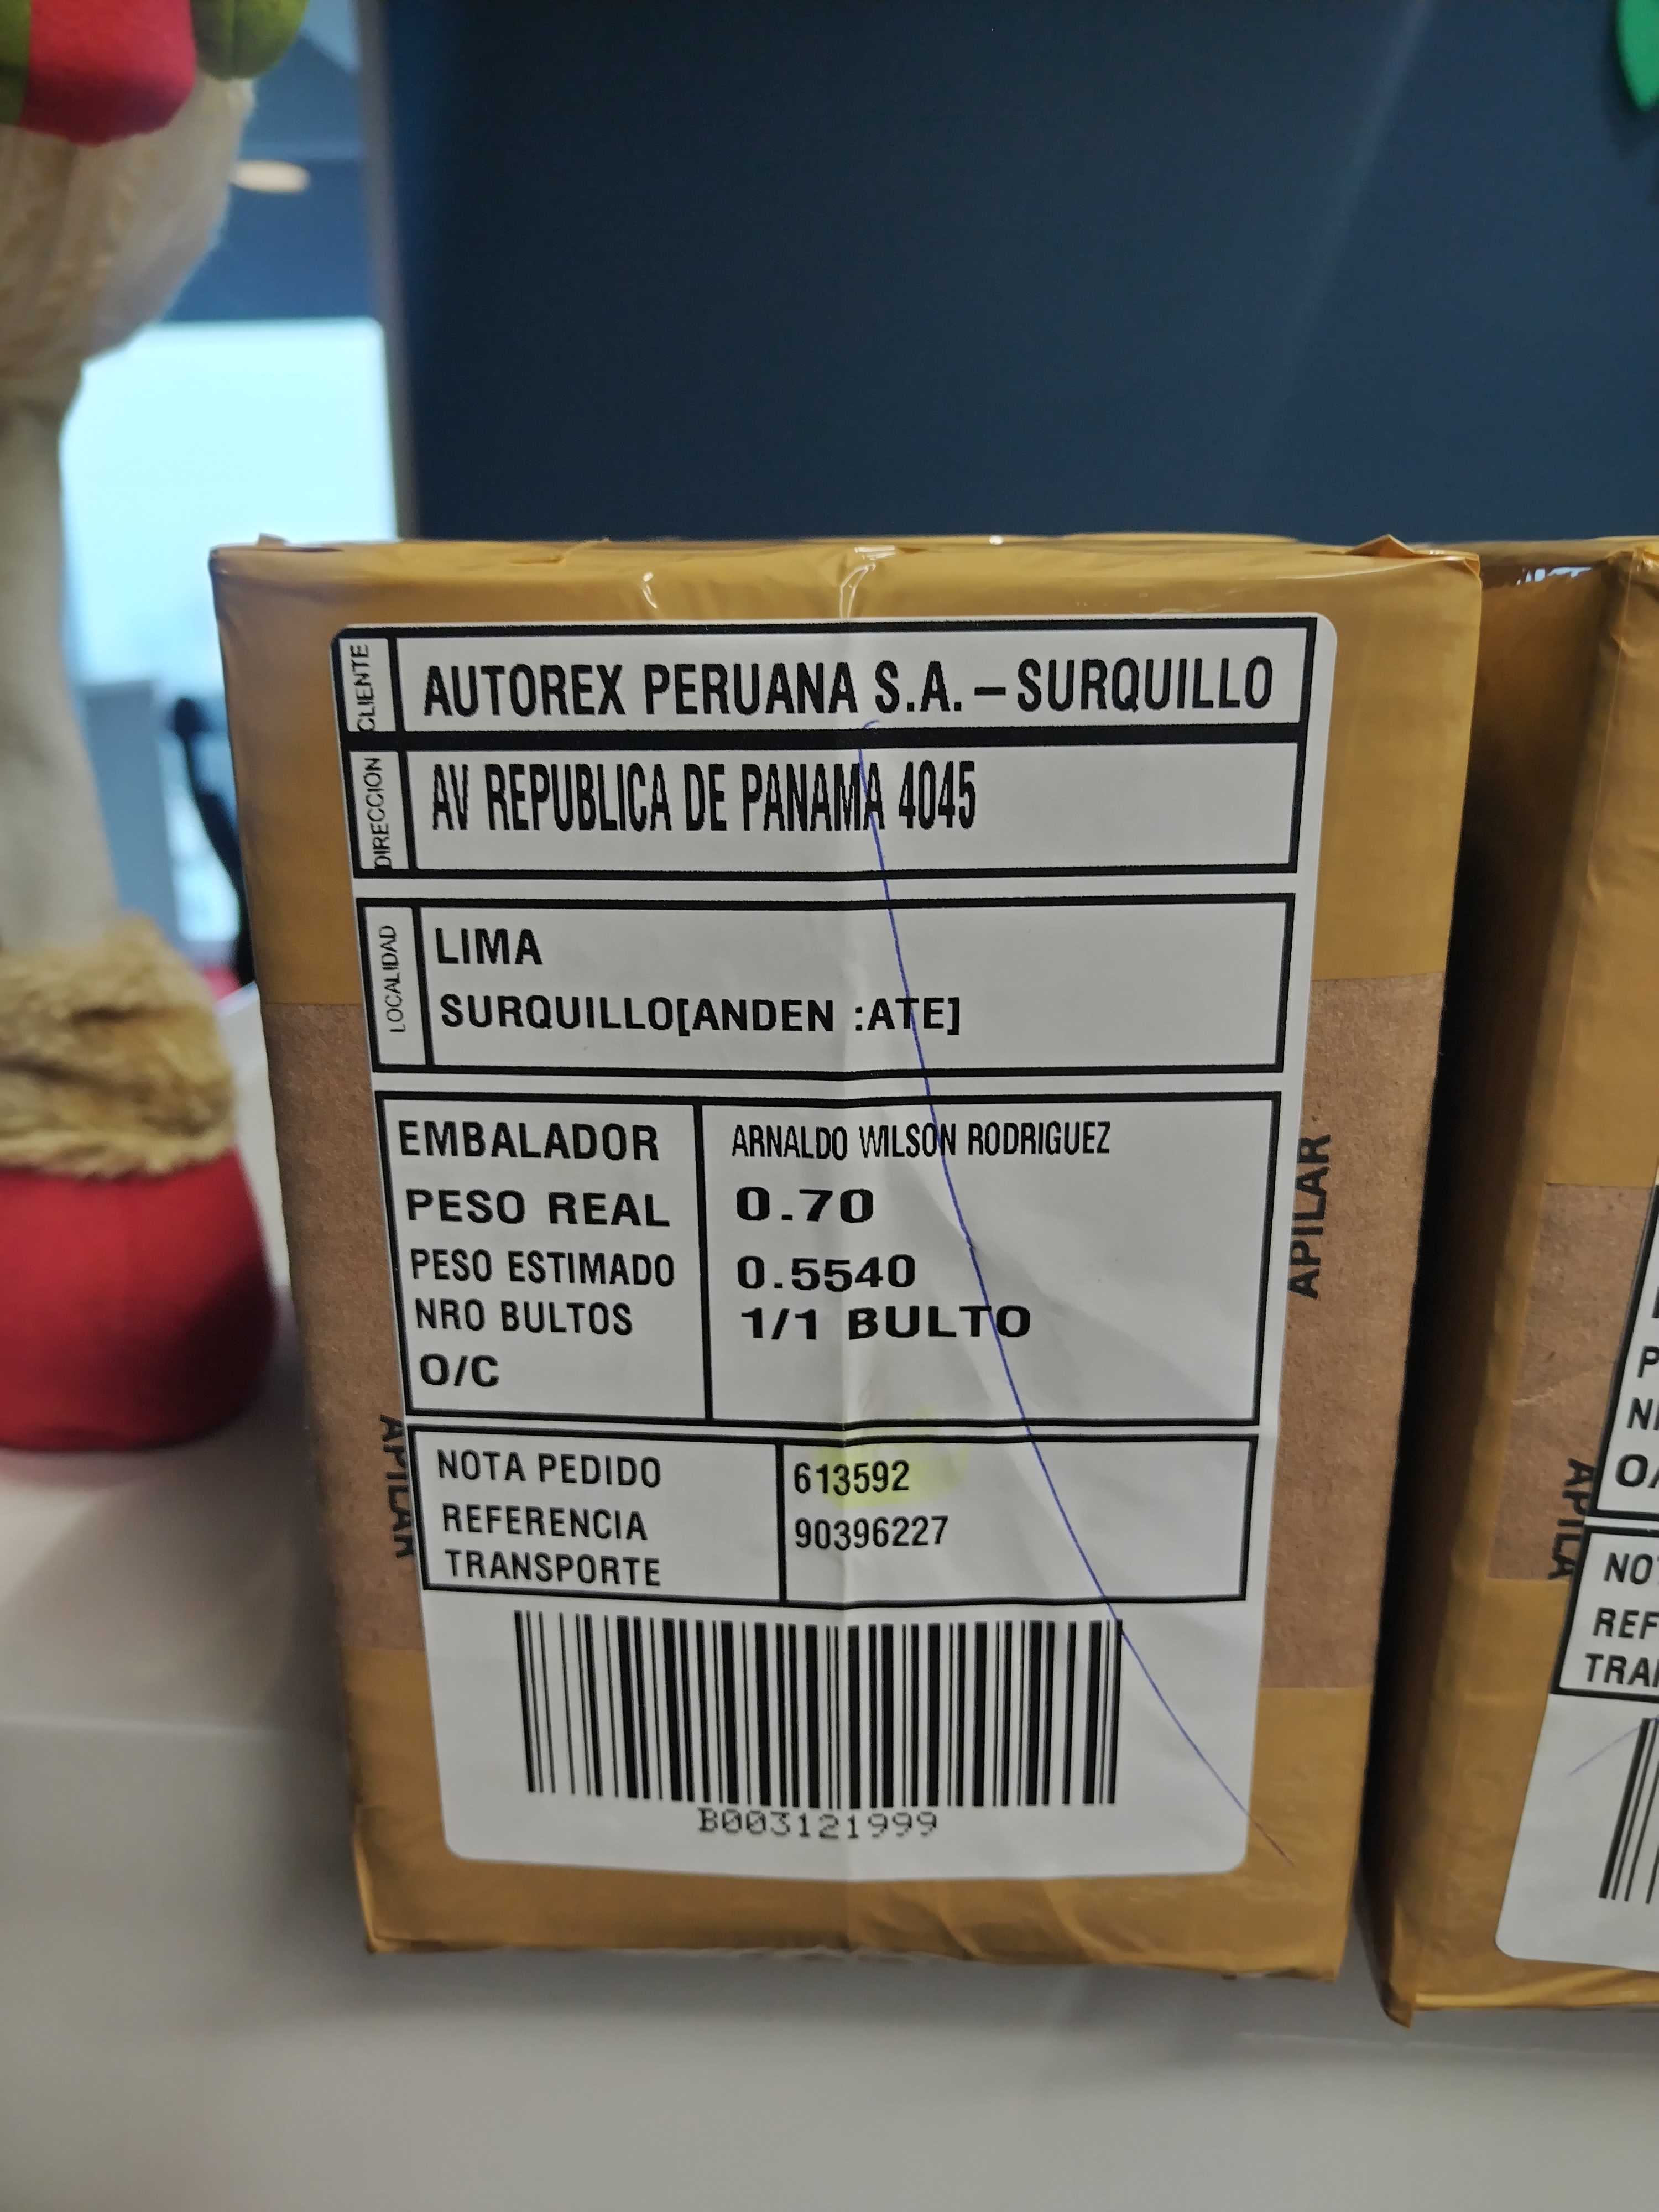 CLIENTE
AUTOREX PERUANA S.A. – SURQUILLO
DIRECCION
AV REPUBLICA DE PANAMA 4045
LOCALIDAD
LIMA
SURQUILLO[ANDEN :ATE]
EMBALADOR ARNALDO WILSON RODRIGUEZ
PESO REAL 0.70
PESO ESTIMADO 0.5540
NRO BULTOS 1/1 BULTO
O/C
NOTA PEDIDO 613592
REFERENCIA 90396227
TRANSPORTE
B003121999
APILAR
APILAR